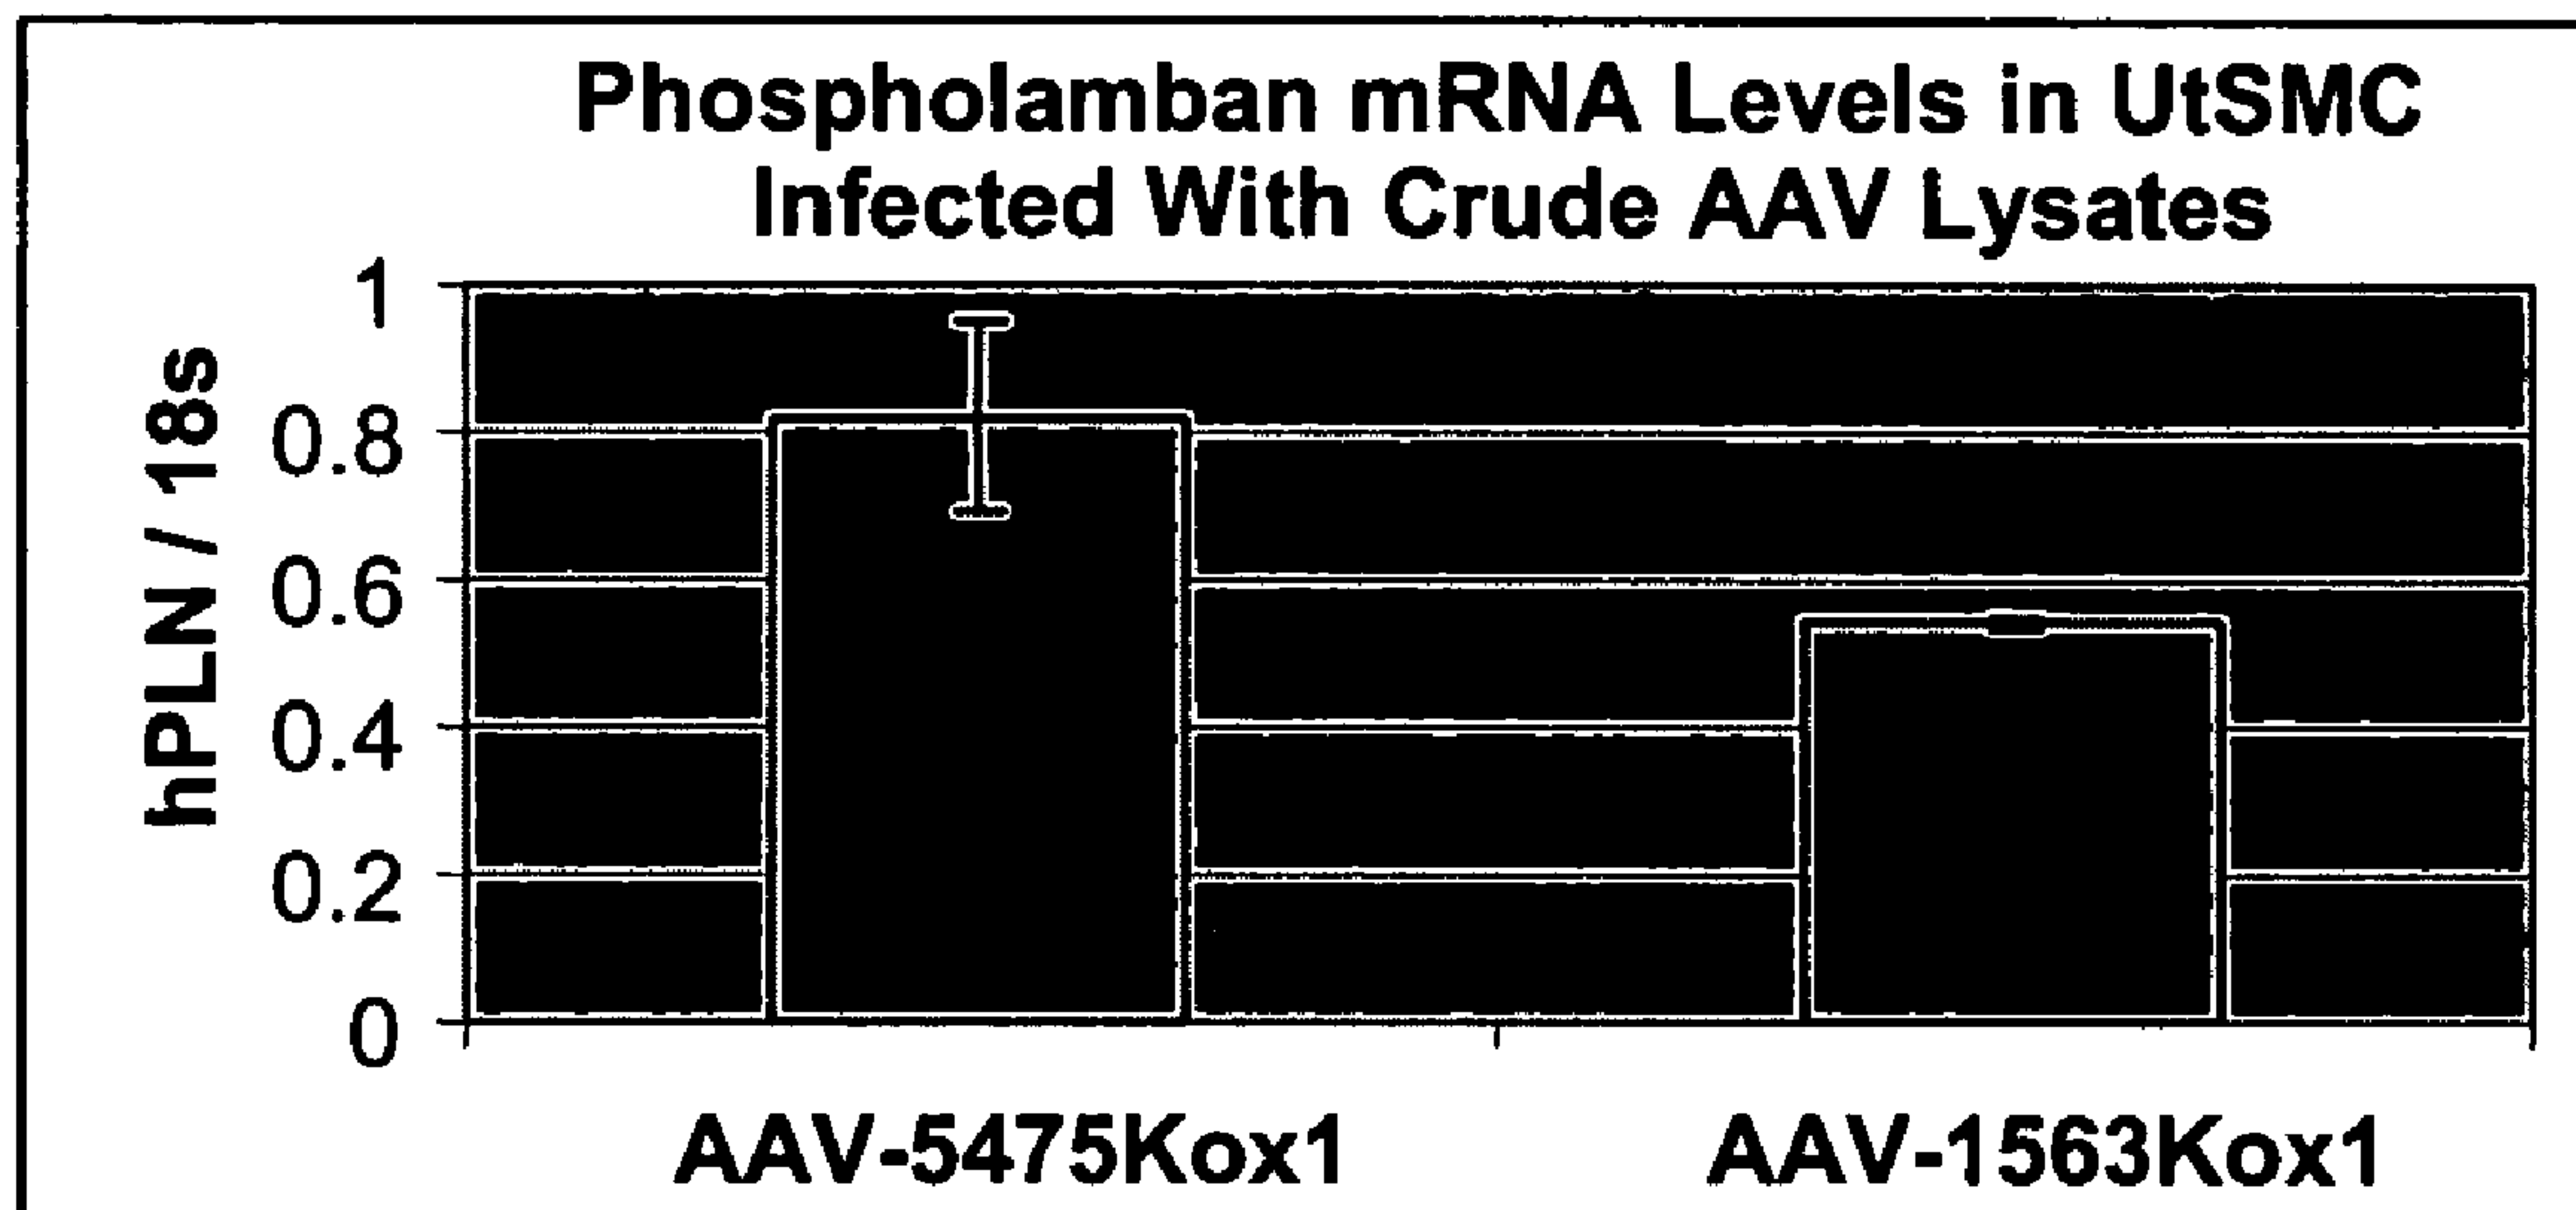 Phospholamban mRNA Levels in UtSMC
Infected With Crude AAV Lysates
hPLN / 18s
1
0.8
0.6
0.4
0.2
0
AAV-5475Kox1
AAV-1563Kox1